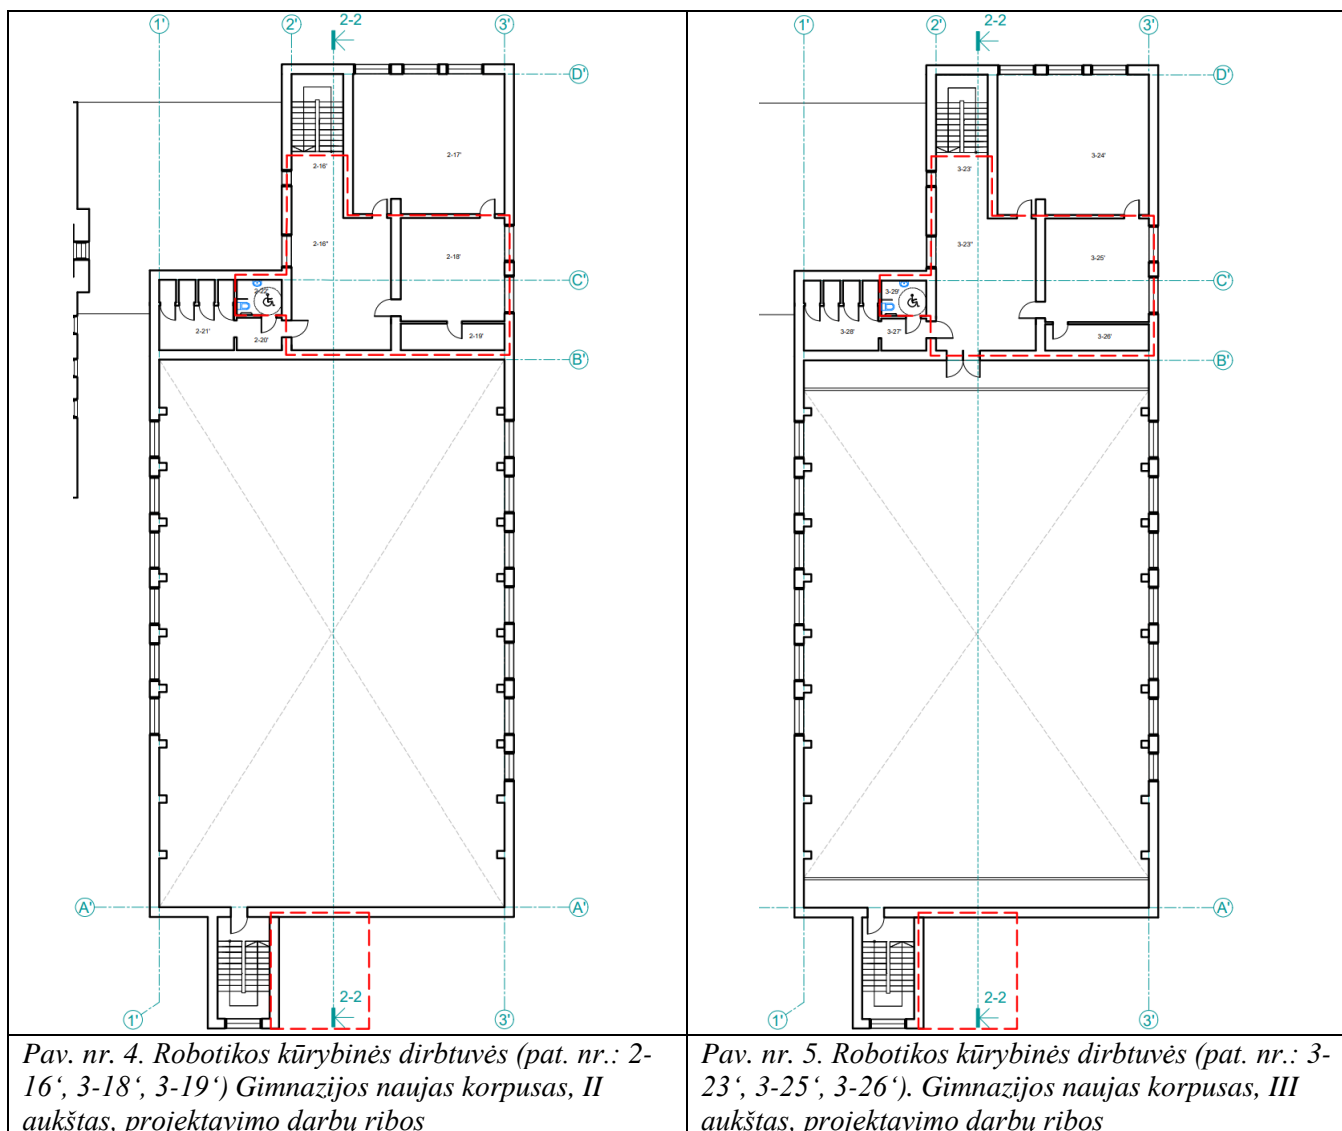 1'
2'
2-2
3'
D'
2-17'
2-16'
2-16"
2-18'
C'
2-22'
2-21'
2-20'
2-19'
B'
A'
A'
2-2
1'
3'
Pav. nr. 4. Robotikos kūrybinės dirbtuvės (pat. nr.: 2-
16‘, 3-18‘, 3-19‘) Gimnazijos naujas korpusas, II
aukštas, projektavimo darbų ribos
1'
2'
2-2
3'
D'
3-24'
3-23'
3-23"
3-25'
C'
3-29'
3-28'
3-27'
3-26'
B'
A'
2-2
1'
3'
Pav. nr. 5. Robotikos kūrybinės dirbtuvės (pat. nr.: 3-
23‘, 3-25‘, 3-26‘). Gimnazijos naujas korpusas, III
aukštas, projektavimo darbų ribos